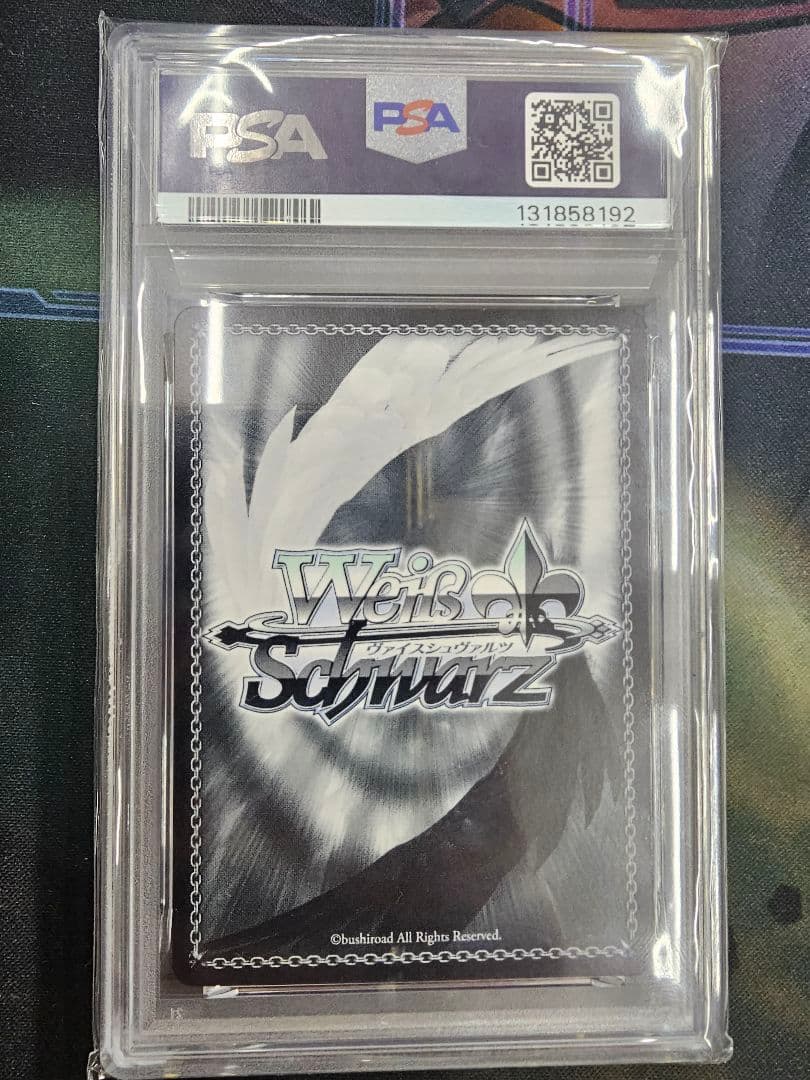 PSA
PSA
131858192
Weiß
ヴァイスシュヴァルツ
Schwarz
©bushiroad All Rights Reserved.